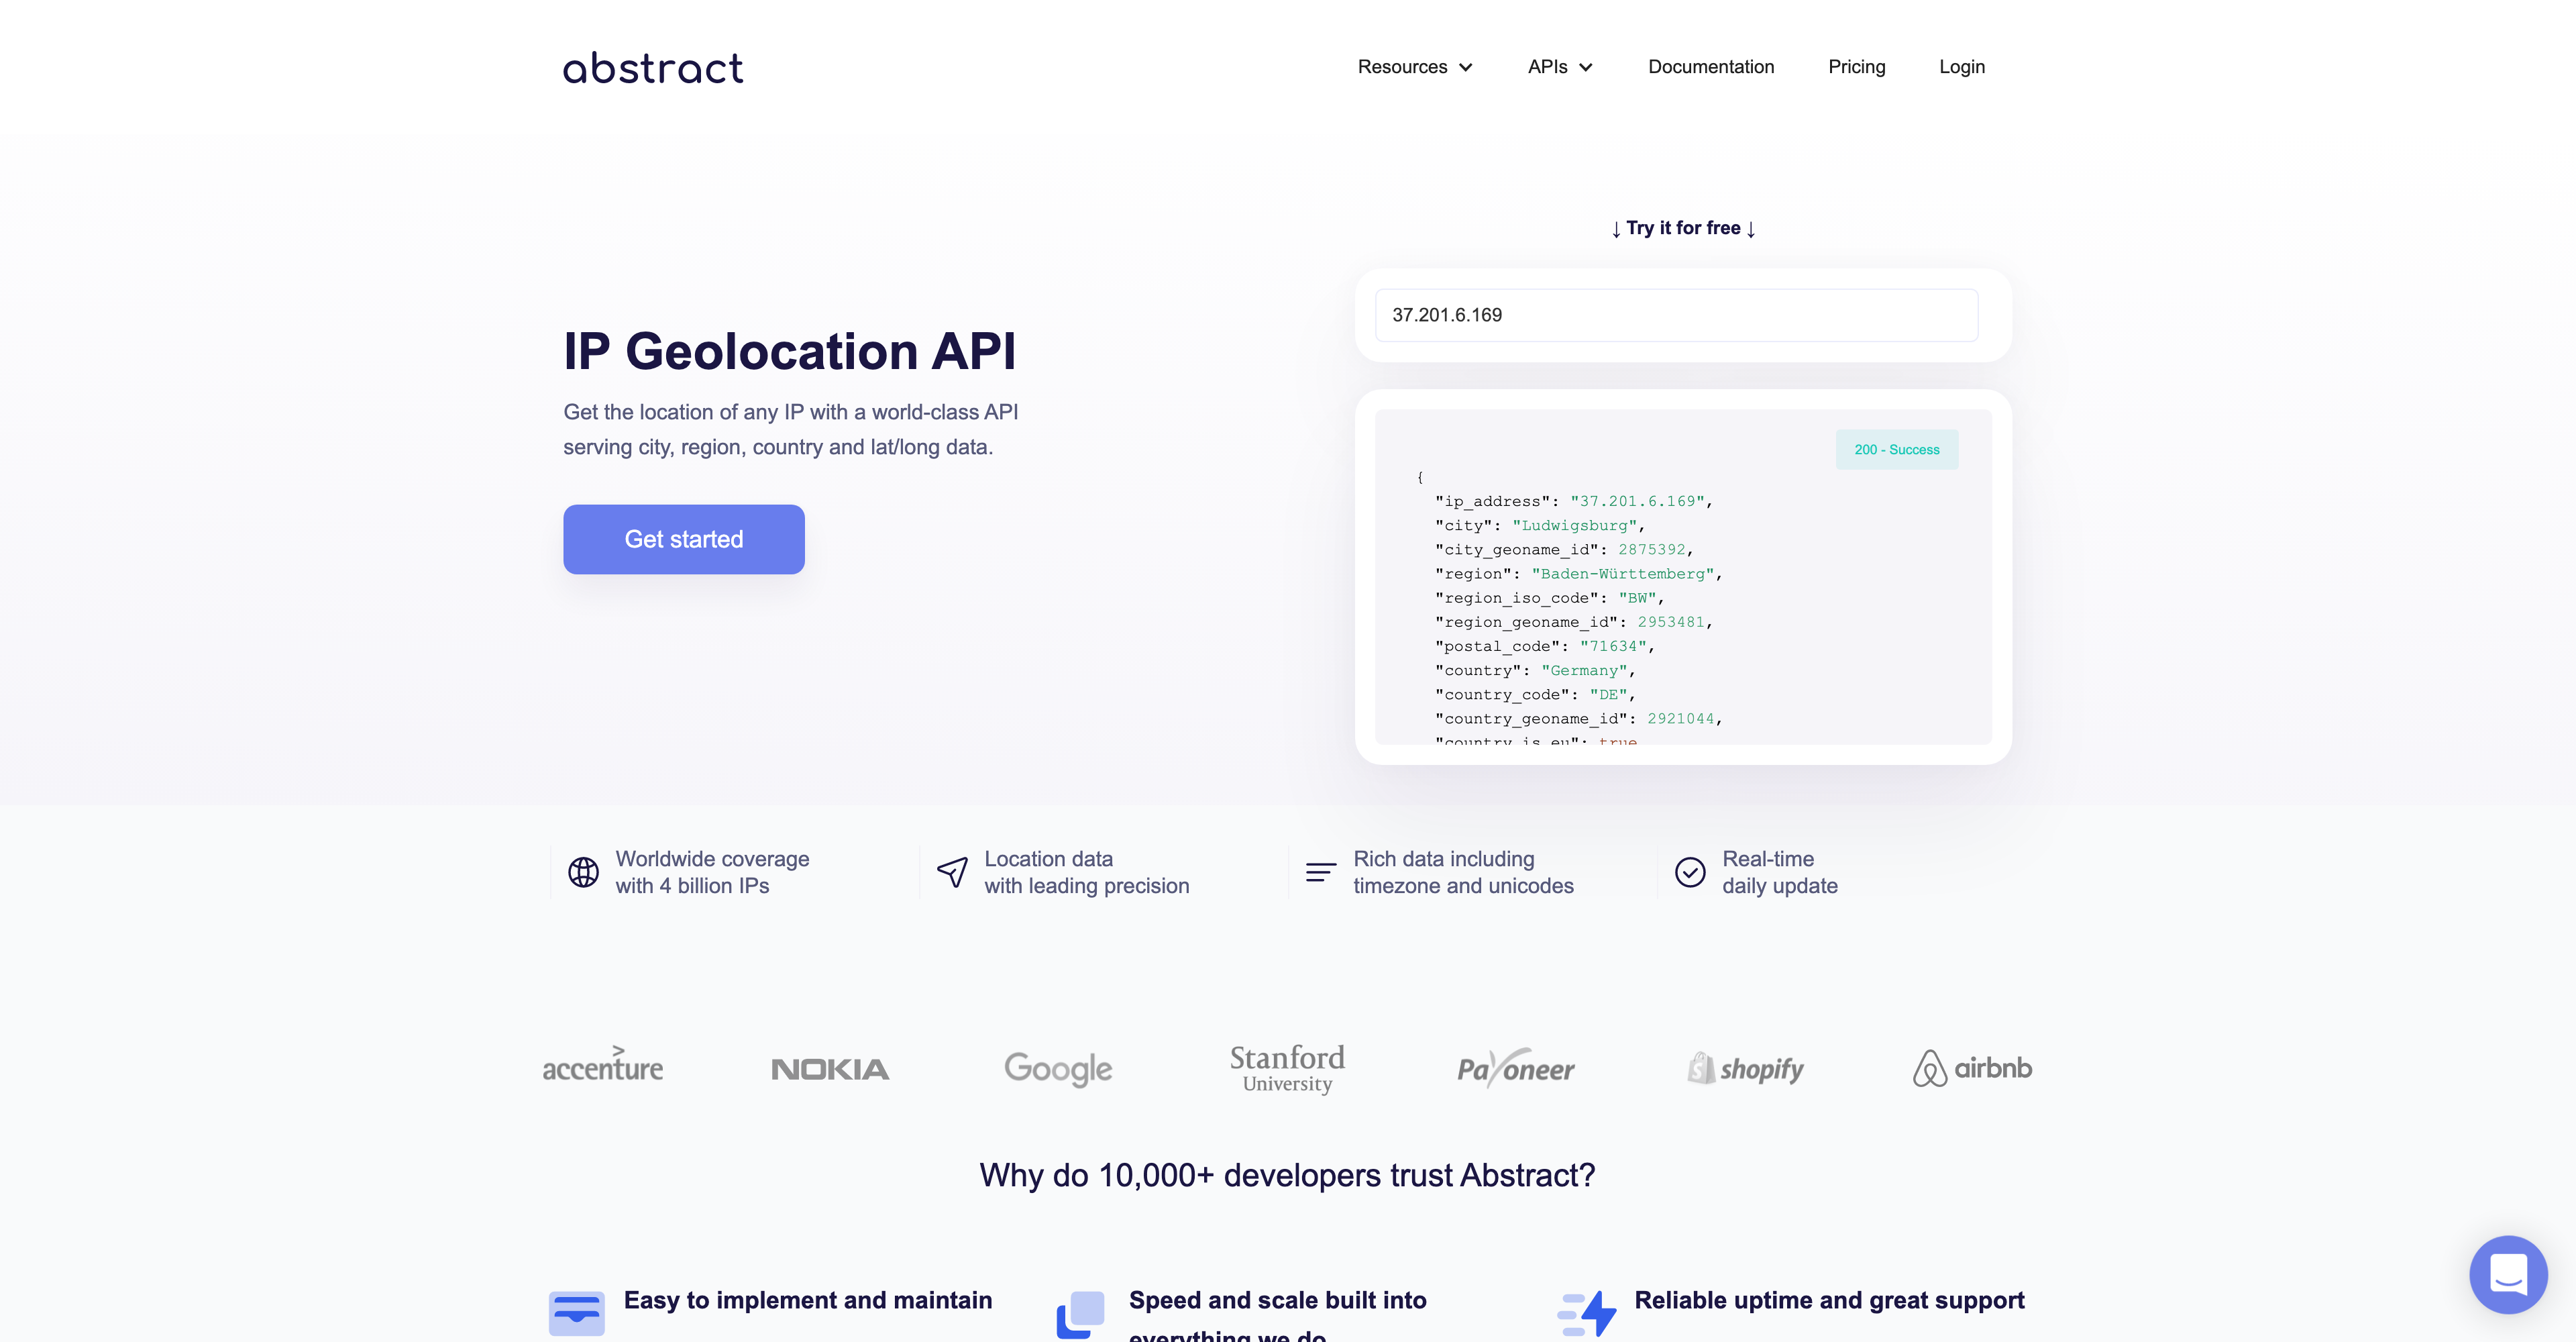 abstract
Resources
APIs
Documentation
Pricing
Login
↓ Try it for free ↓
37.201.6.169
IP Geolocation API
Get the location of any IP with a world-class API
serving city, region, country and lat/long data.
Get started
200 - Success
{
"ip_address": "37.201.6.169",
"city": "Ludwigsburg",
"city_geoname_id": 2875392,
"region": "Baden-Württemberg",
"region_iso_code": "BW",
"region_geoname_id": 2953481,
"postal_code": "71634",
"country": "Germany",
"country_code": "DE",
"country_geoname_id": 2921044,
"country_is_eu": true
Worldwide coverage
with 4 billion IPs
Location data
with leading precision
Rich data including
timezone and unicodes
Real-time
daily update
accenture
NOKIA
Google
Stanford
University
Payoneer
shopify
airbnb
Why do 10,000+ developers trust Abstract?
Easy to implement and maintain
Speed and scale built into
everything we do
Reliable uptime and great support